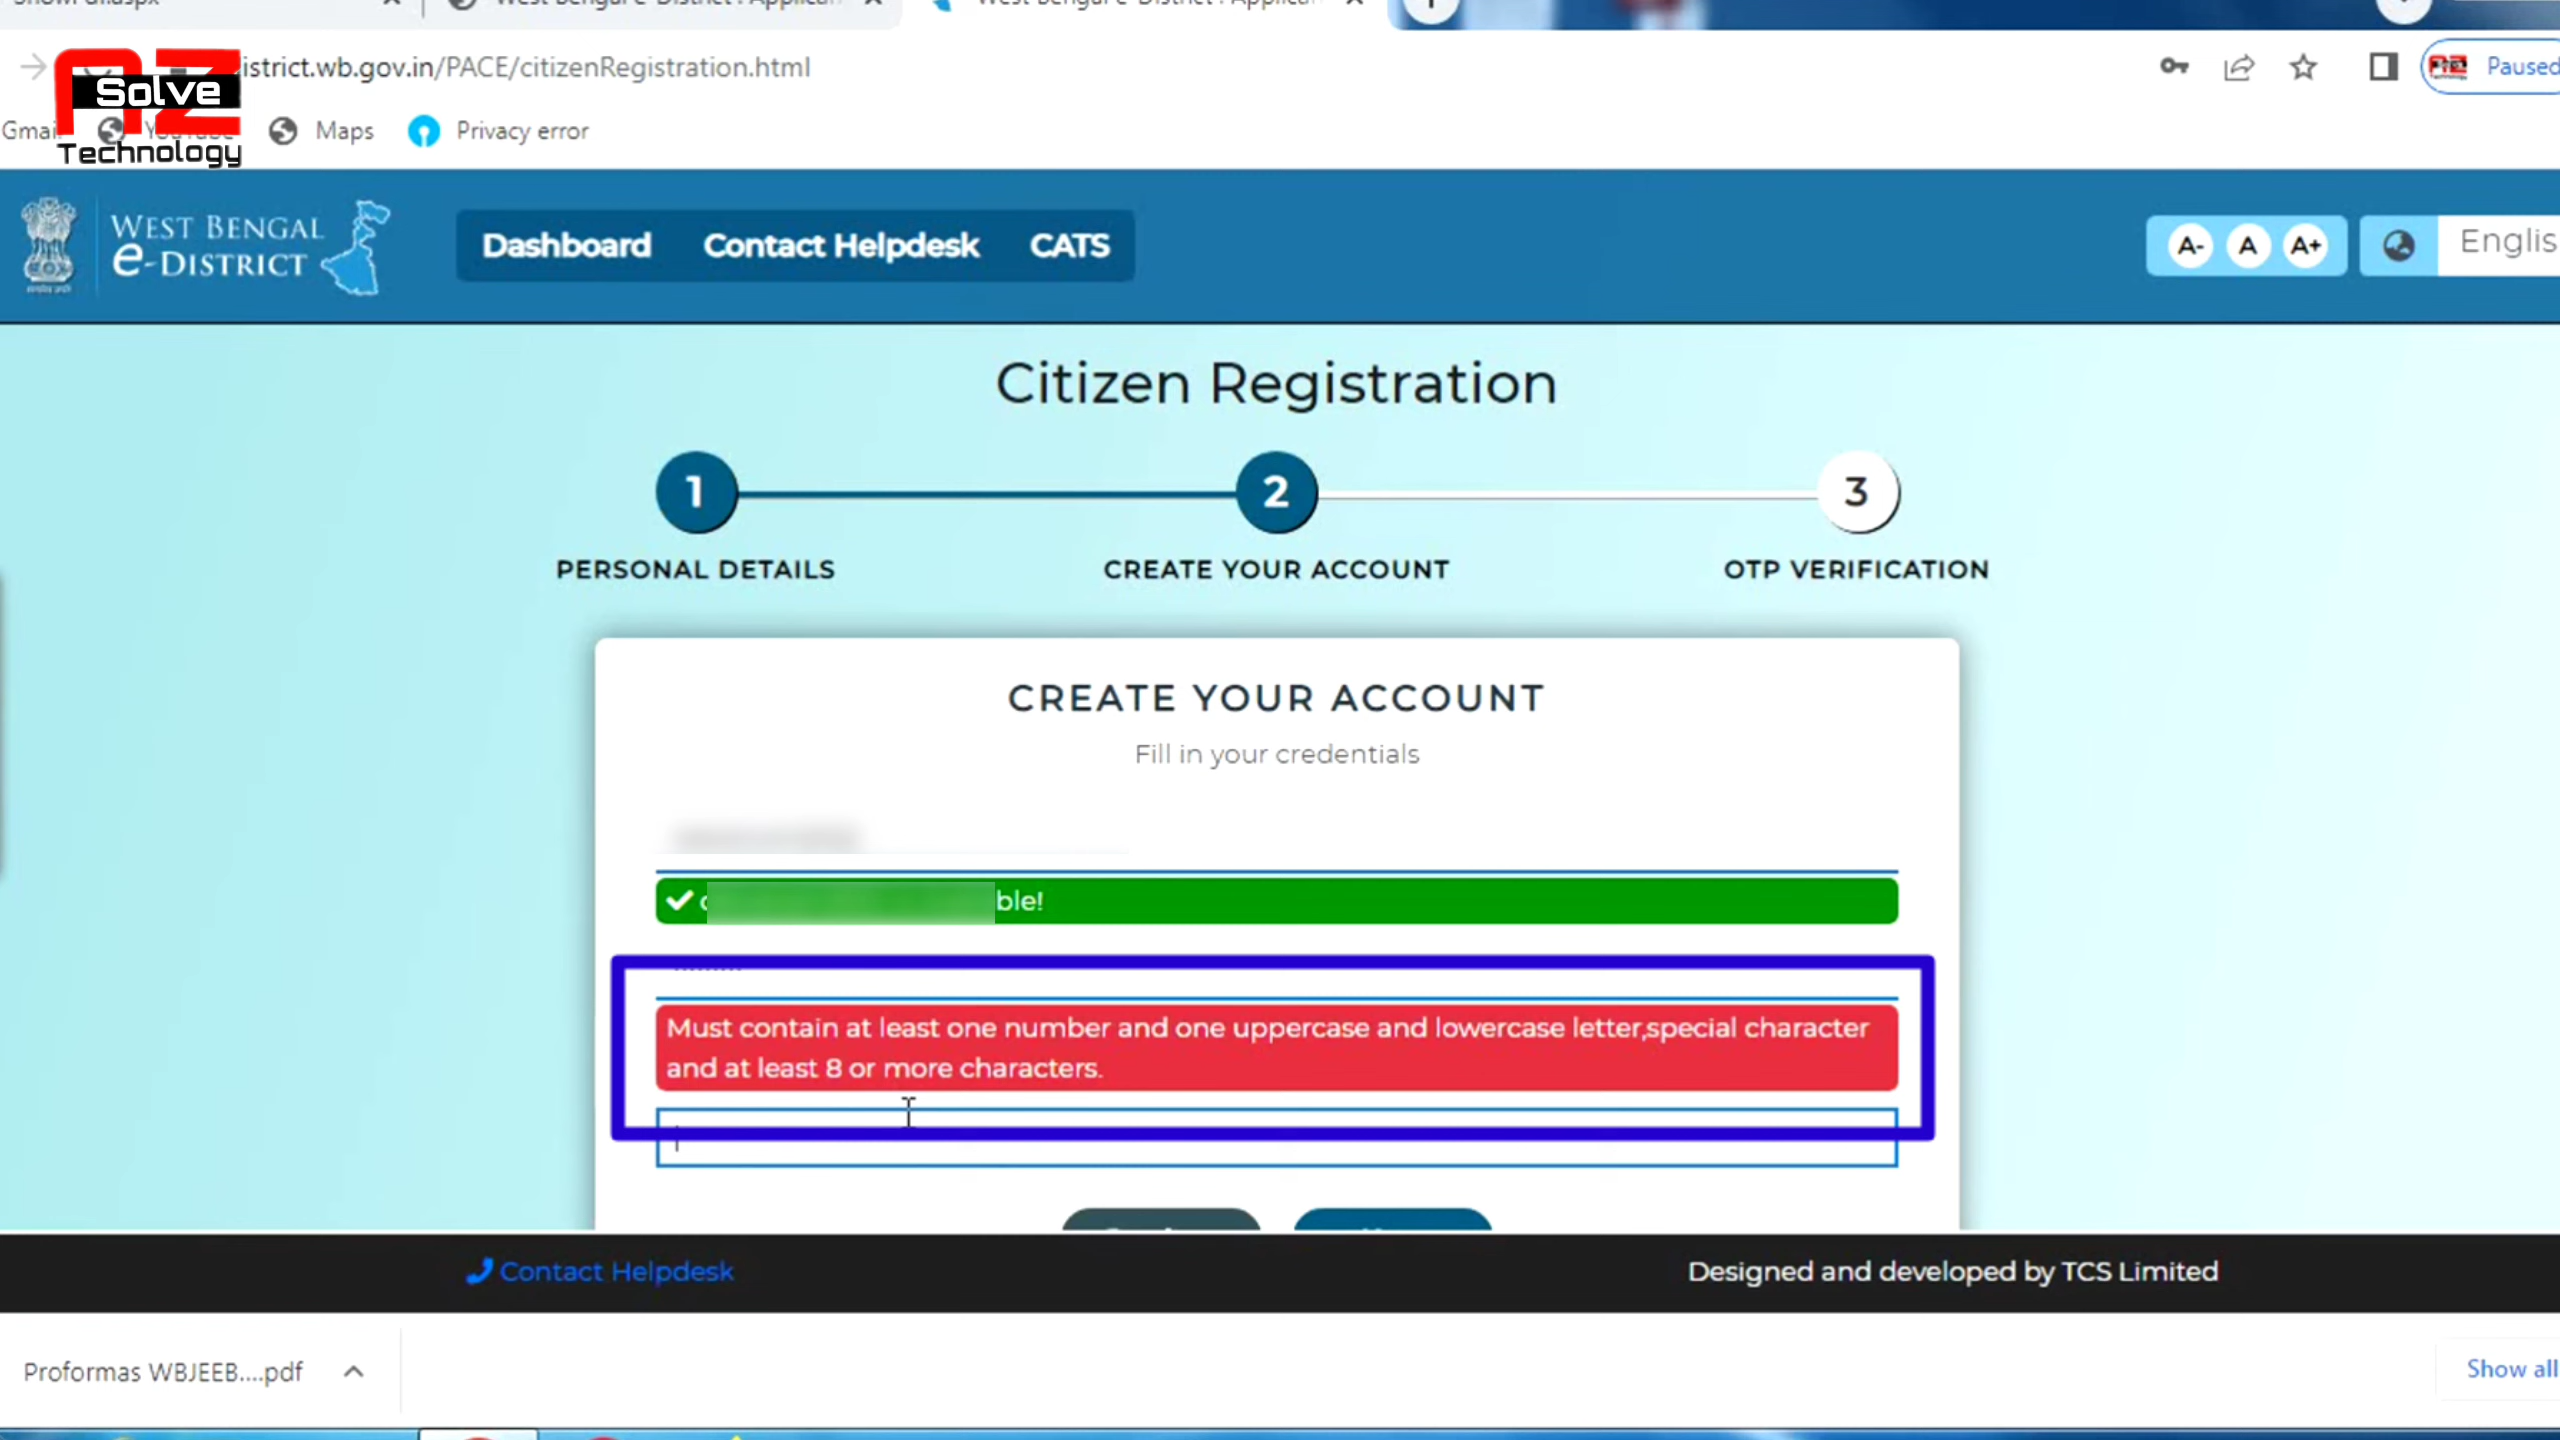 istrict.wb.gov.in/PACE/citizenRegistration.html
Paused
Solve
Technology
Maps
Privacy error
WEST BENGAL
e-DISTRICT
Dashboard
Contact Helpdesk
CATS
A-
A
A+
Englis
Citizen Registration
1
2
3
PERSONAL DETAILS
CREATE YOUR ACCOUNT
OTP VERIFICATION
CREATE YOUR ACCOUNT
Fill in your credentials
ble!
Must contain at least one number and one uppercase and lowercase letter,special character
and at least 8 or more characters.
Contact Helpdesk
Designed and developed by TCS Limited
Proformas WBJEEB....pdf
Show all